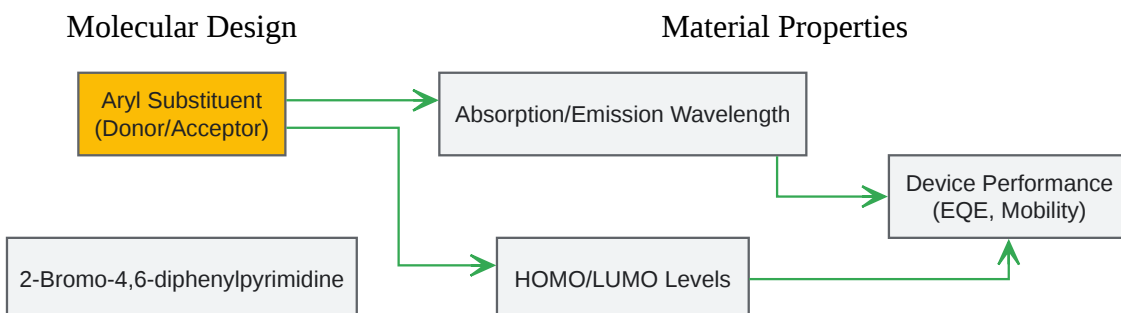 Molecular Design
Material Properties
Aryl Substituent
(Donor/Acceptor)
Absorption/Emission Wavelength
Device Performance
(EQE, Mobility)
2-Bromo-4,6-diphenylpyrimidine
HOMO/LUMO Levels